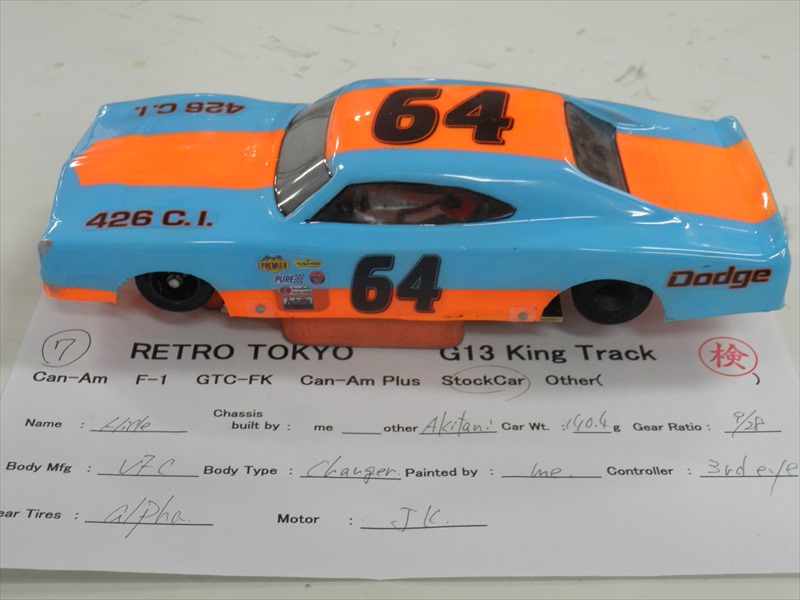 426 C.I.
64
426 C.I.
64
PREMIER
PURE
Dodge
7 RETRO TOKYO G13 King Track 検
Can-Am F-1 GTC-FK Can-Am Plus StockCar Other( )
Name : Chassis built by : me other Akitani Car Wt. :140.4 g Gear Ratio : 9/28
Body Mfg : VFC Body Type : Charger. Painted by : me. Controller : 3rd eye
ear Tires : alpha. Motor : JK.